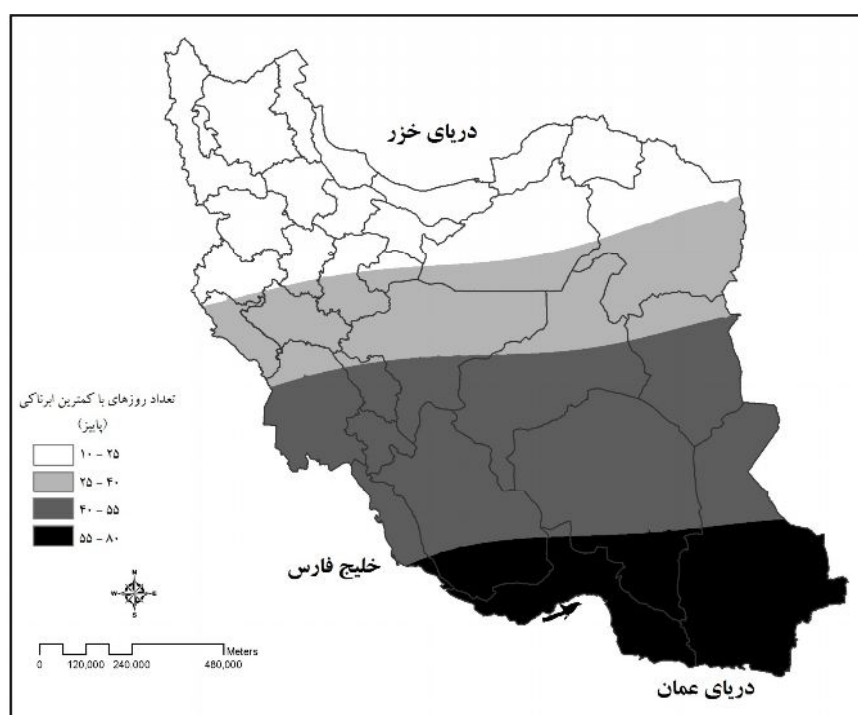 دریای خزر
تعداد روزهای با کمترین ابرناکی
(پاییز)
۱۰ - ۲۵
۲۵ - ۴۰
۴۰ - ۵۵
۵۵ - ۸۰
خلیج فارس
N
W E
S
Meters
0 120,000 240,000 480,000
دریای عمان